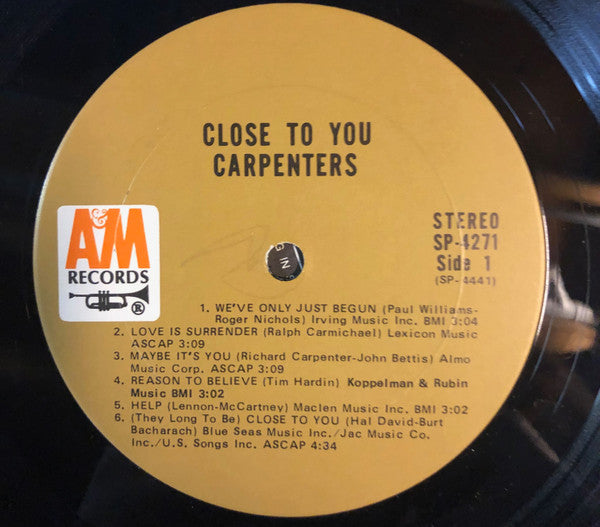 CLOSE TO YOU
CARPENTERS
A&M
RECORDS
®
STEREO
SP-4271
Side 1
(SP-4441)
G IN
1. WE'VE ONLY JUST BEGUN (Paul Williams-
Roger Nichols) Irving Music Inc. BMI 3:04
2. LOVE IS SURRENDER (Ralph Carmichael) Lexicon Music
ASCAP 3:09
3. MAYBE IT'S YOU (Richard Carpenter-John Bettis) Almo
Music Corp. ASCAP 3:09
4. REASON TO BELIEVE (Tim Hardin) Koppelman & Rubin
Music BMI 3:02
5. HELP (Lennon-McCartney) Maclen Music Inc. BMI 3:02
6. (They Long To Be) CLOSE TO YOU (Hal David-Burt
Bacharach) Blue Seas Music Inc./Jac Music Co.
Inc./U.S. Songs Inc. ASCAP 4:34